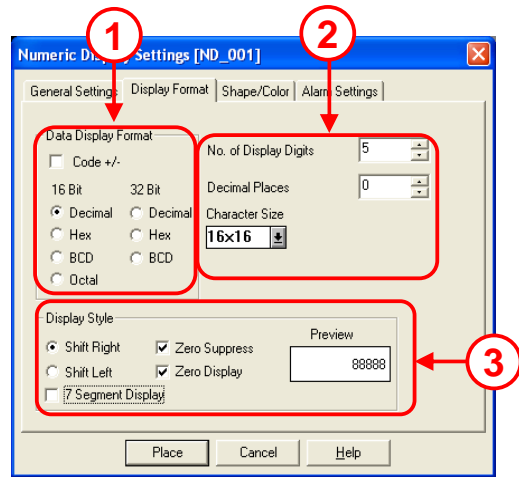 1
2
Numeric Display Settings [ND_001]
General Settings Display Format Shape/Color Alarm Settings
Data Display Format
Code +/-
16 Bit 32 Bit
Decimal Decimal
Hex Hex
BCD BCD
Octal
No. of Display Digits 5
Decimal Places 0
Character Size
16×16
Display Style
Shift Right Zero Suppress
Shift Left Zero Display
7 Segment Display
Preview
88888
3
Place Cancel Help